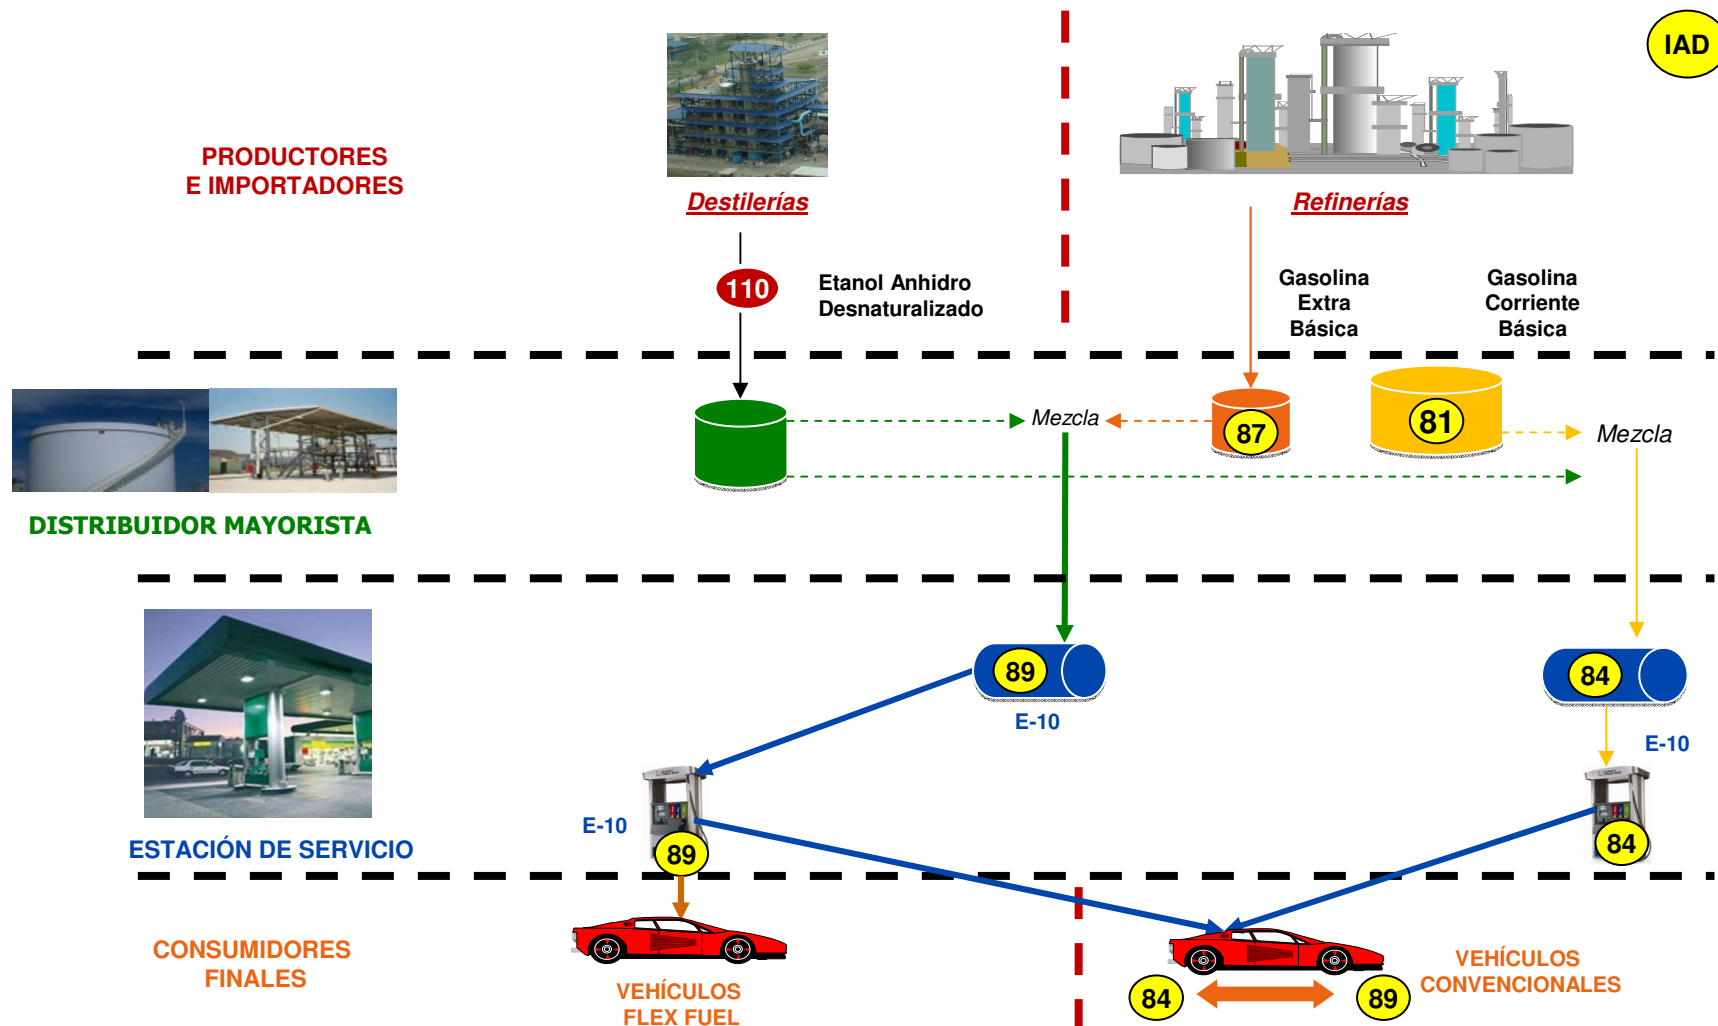 IAD
PRODUCTORES
E IMPORTADORES
Destilerías
Refinerías
110
Etanol Anhidro
Desnaturalizado
Gasolina
Extra
Básica
Gasolina
Corriente
Básica
Mezcla
87
81
Mezcla
DISTRIBUIDOR MAYORISTA
89
E-10
84
E-10
E-10
89
84
ESTACIÓN DE SERVICIO
CONSUMIDORES
FINALES
VEHÍCULOS
FLEX FUEL
84
89
VEHÍCULOS
CONVENCIONALES